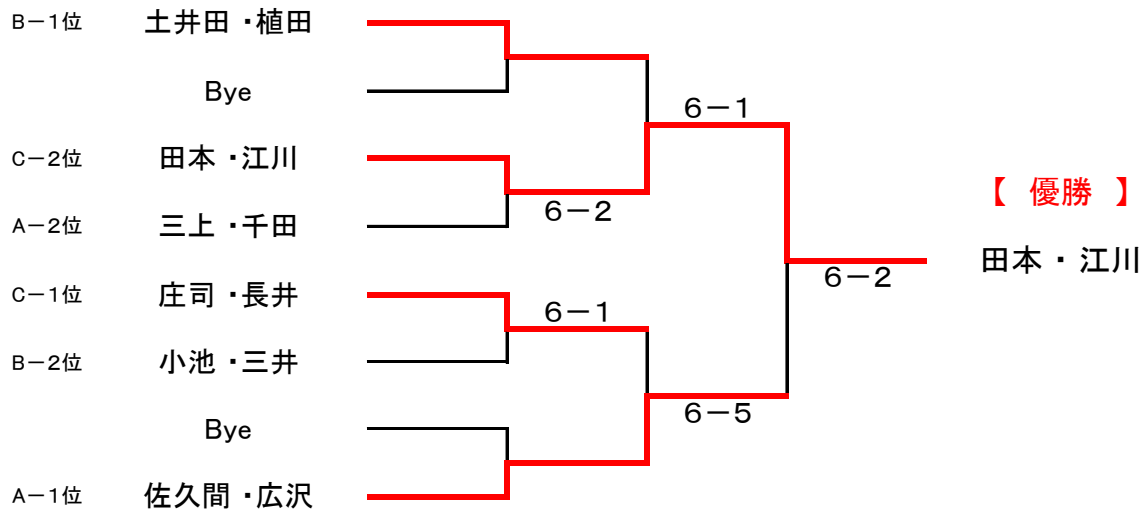 B－1位 土井田・植田
Bye
6－1
C－2位 田本・江川
【 優勝 】
6－2
A－2位 三上・千田
田本・江川
6－2
C－1位 庄司・長井
6－1
B－2位 小池・三井
6－5
Bye
A－1位 佐久間・広沢